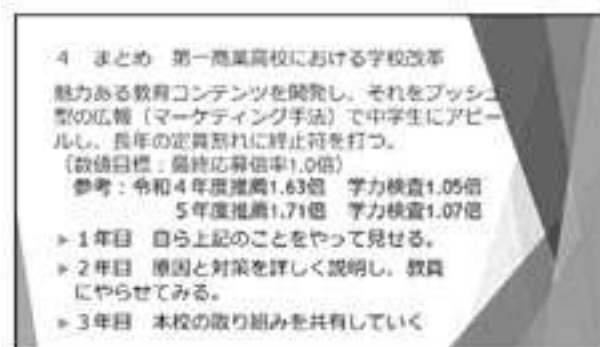 4 まとめ 第一商業高校における学校改革
魅力ある教育コンテンツを開発し、それをプッシュ
型の広報（マーケティング手法）で中学生にアピー
ルし、長年の定員割れに終止符を打つ。
（数値目標：最終応募倍率1.0倍）
参考：令和４年度推薦1.63倍 学力検査1.05倍
５年度推薦1.71倍 学力検査1.07倍
▶ １年目 自ら上記のことをやって見せる。
▶ ２年目 原因と対策を詳しく説明し、教員
にやらせてみる。
▶ ３年目 本校の取り組みを共有していく